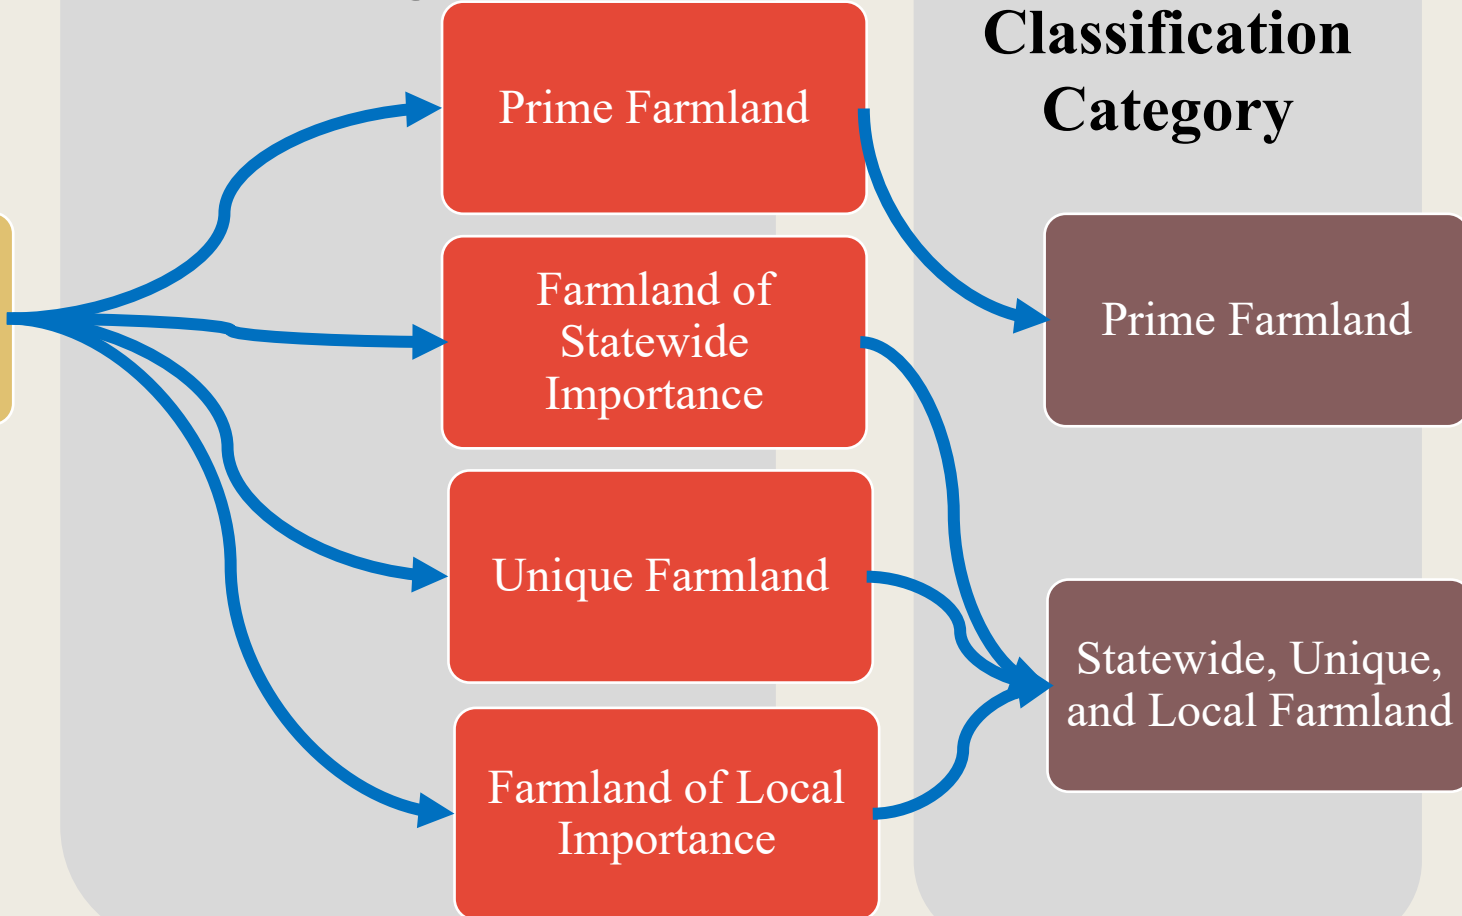 Classification
Category
Prime Farmland
Farmland of
Statewide
Importance
Unique Farmland
Farmland of Local
Importance
Prime Farmland
Statewide, Unique,
and Local Farmland